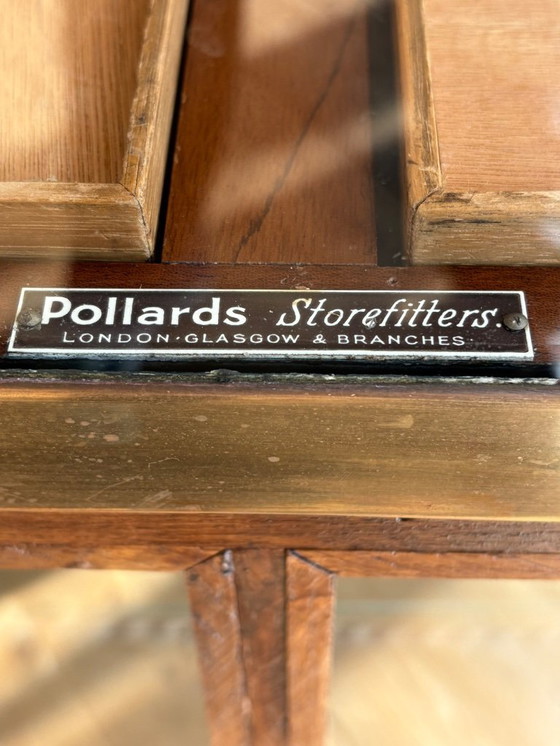 Pollards Storefitters.
LONDON·GLASGOW & BRANCHES·